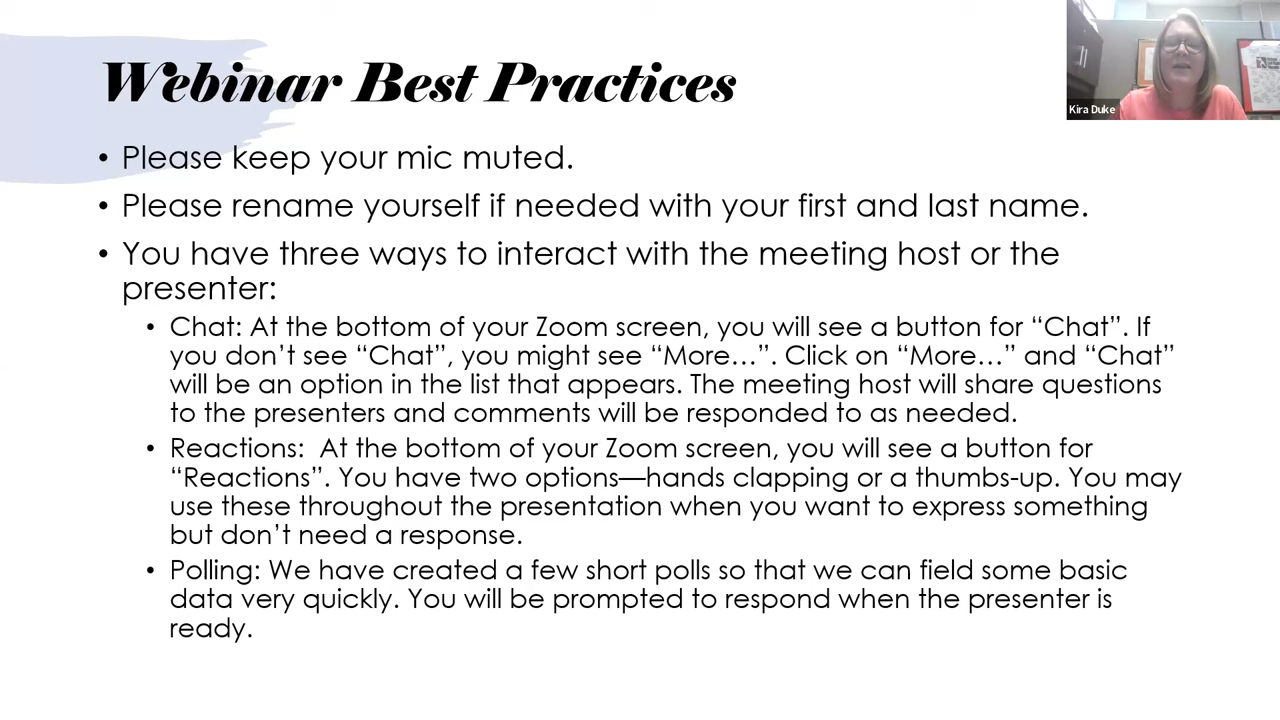 Webinar Best Practices
Kira Duke
• Please keep your mic muted.
• Please rename yourself if needed with your first and last name.
• You have three ways to interact with the meeting host or the
presenter:
• Chat: At the bottom of your Zoom screen, you will see a button for “Chat”. If
you don’t see “Chat”, you might see “More…”. Click on “More…” and “Chat”
will be an option in the list that appears. The meeting host will share questions
to the presenters and comments will be responded to as needed.
• Reactions:  At the bottom of your Zoom screen, you will see a button for
“Reactions”. You have two options—hands clapping or a thumbs-up. You may
use these throughout the presentation when you want to express something
but don’t need a response.
• Polling: We have created a few short polls so that we can field some basic
data very quickly. You will be prompted to respond when the presenter is
ready.